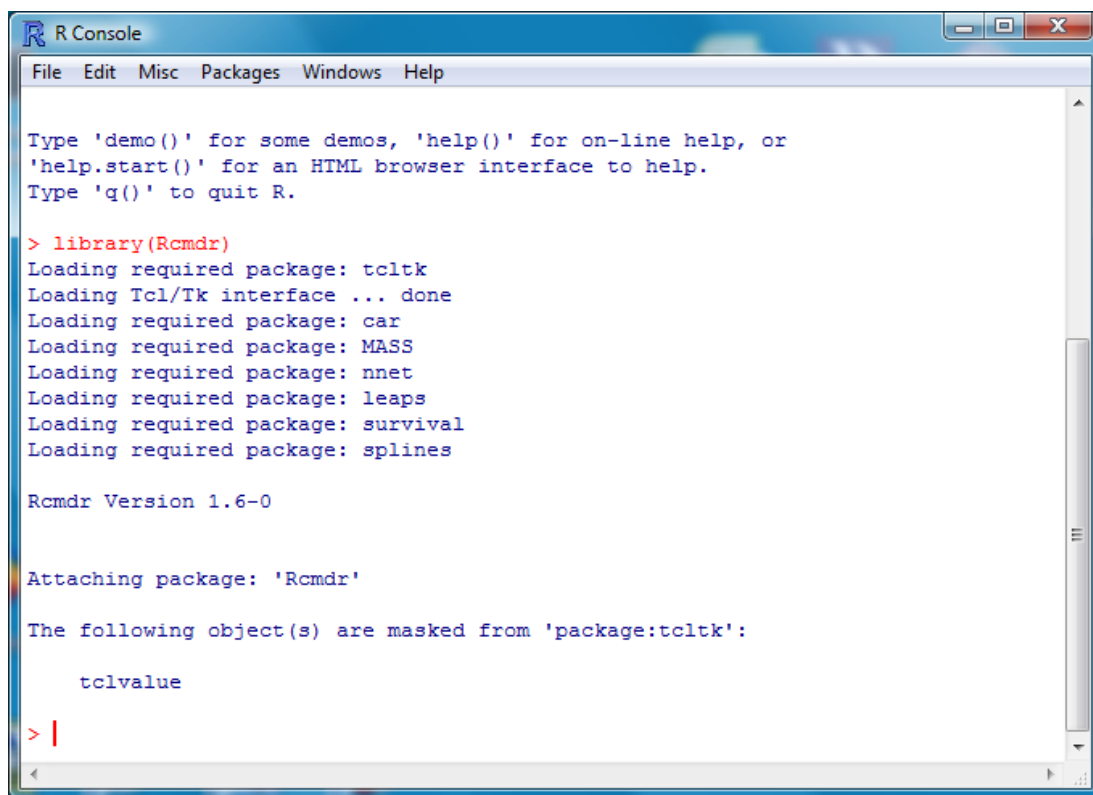 R Console
File Edit Misc Packages Windows Help
Type 'demo()' for some demos, 'help()' for on-line help, or
'help.start()' for an HTML browser interface to help.
Type 'q()' to quit R.
> library(Rcmdr)
Loading required package: tcltk
Loading Tcl/Tk interface ... done
Loading required package: car
Loading required package: MASS
Loading required package: nnet
Loading required package: leaps
Loading required package: survival
Loading required package: splines
Rcmdr Version 1.6-0
Attaching package: 'Rcmdr'
The following object(s) are masked from 'package:tcltk':
tclvalue
>